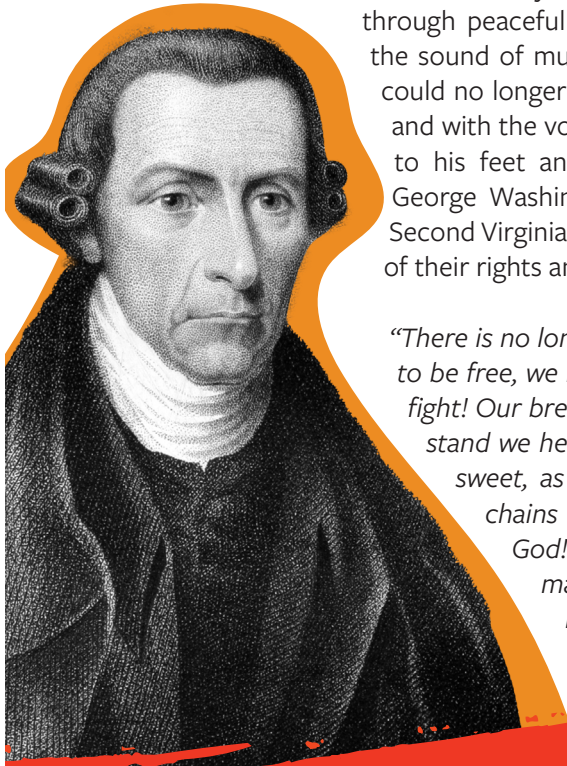 through peaceful
the sound of mu
could no longer
and with the vo
to his feet an
George Washin
Second Virginia
of their rights an
“There is no lon
to be free, we
fight! Our bre
stand we he
sweet, as
chains
God!
ma